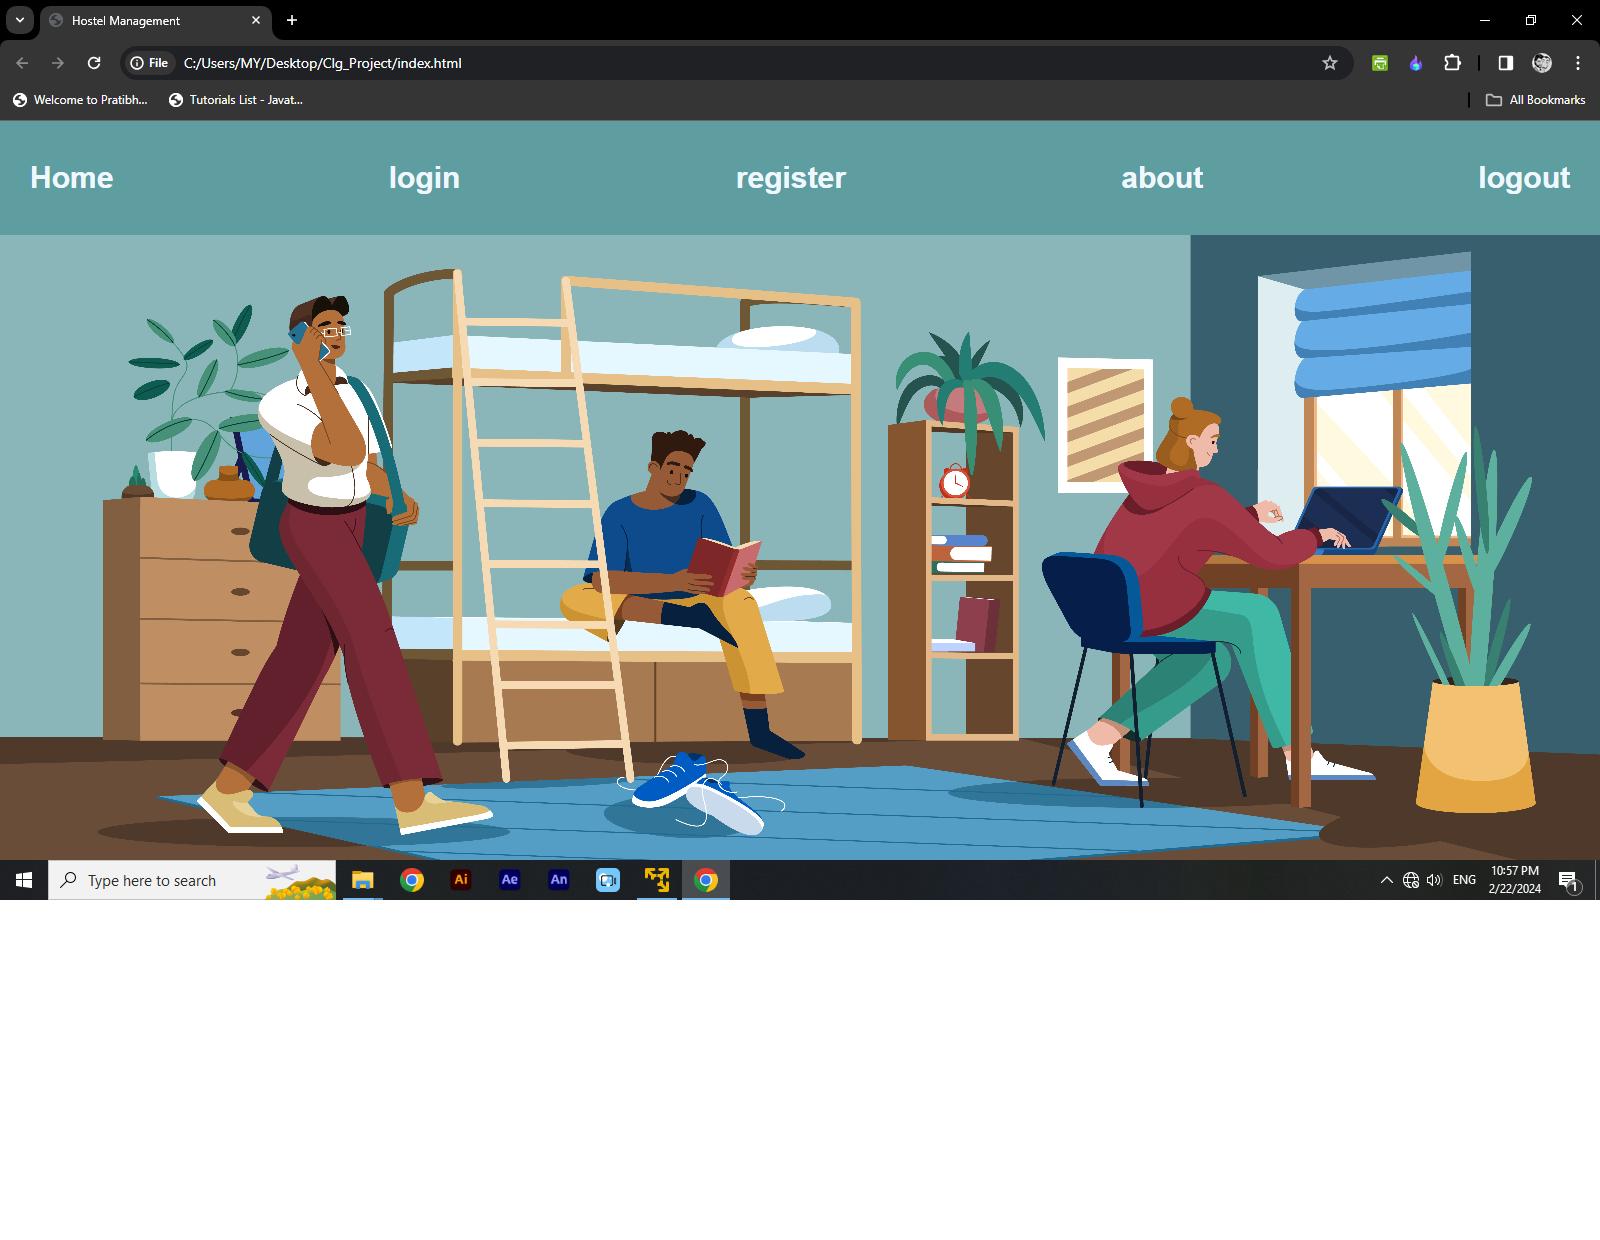 Hostel Management
File C:/Users/MY/Desktop/Clg_Project/index.html
Welcome to Pratibh... Tutorials List - Javat... All Bookmarks
Home login register about logout
Type here to search Ai Ae An ENG 10:57 PM
2/22/2024 1